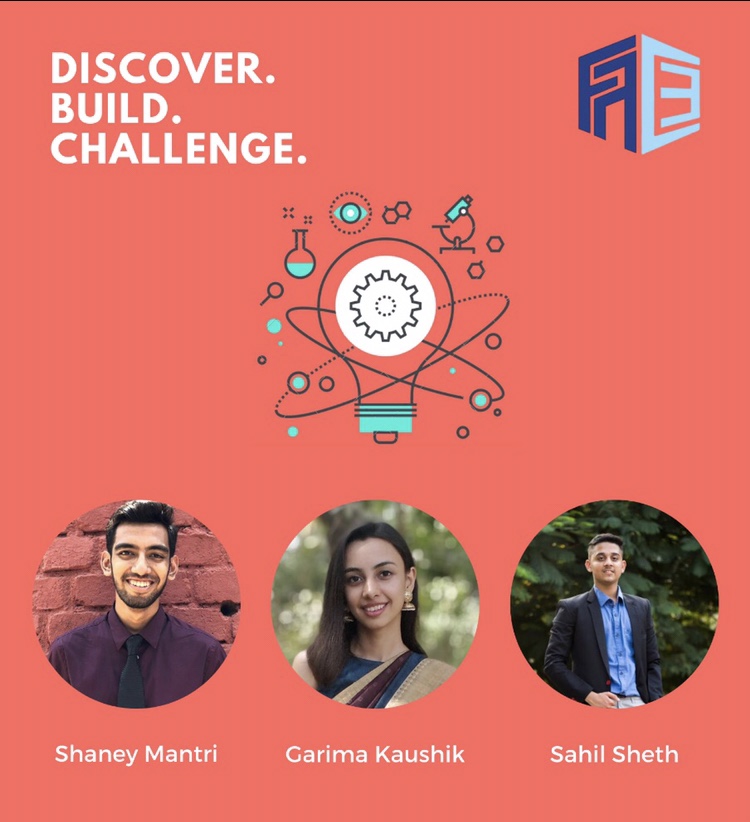 DISCOVER.
BUILD.
CHALLENGE.
Shaney Mantri
Garima Kaushik
Sahil Sheth